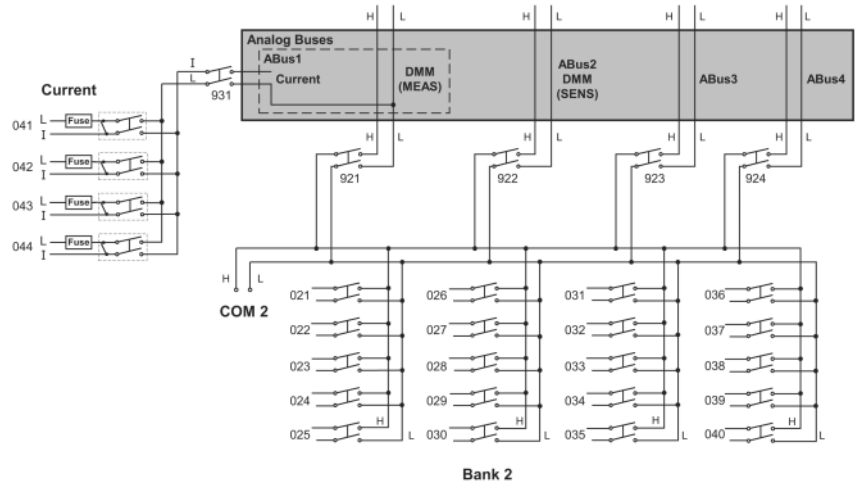 H L H L H L H L
Analog Buses
ABus1
Current
DMM
(MEAS)
ABus2
DMM
(SENS)
ABus3
ABus4
I
L
931
Current
041 L Fuse
I
042 L Fuse
I
043 L Fuse
I
044 L Fuse
I
H L H L H L H L
921 922 923 924
H L
COM 2
021 026 031 036
022 027 032 037
023 028 033 038
024 029 034 039
H H H H
025 L 030 L 035 L 040 L
Bank 2